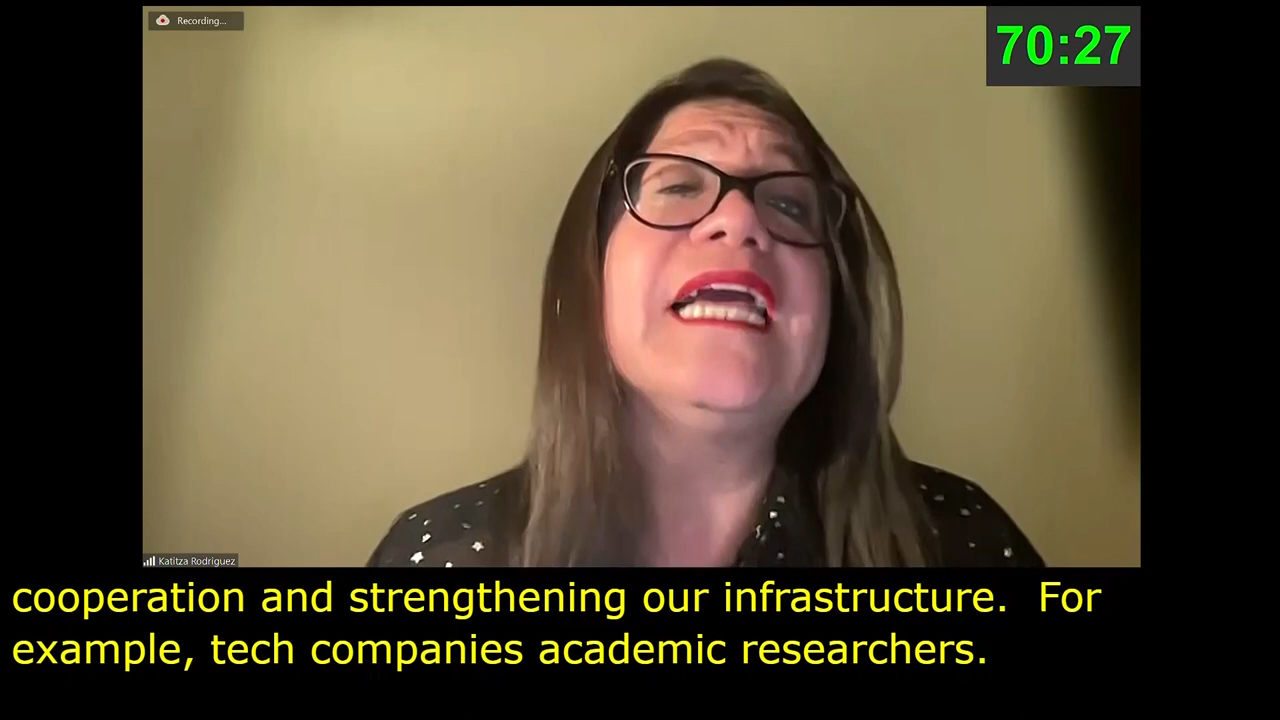 Recording...
70:27
Katitza Rodriguez
cooperation and strengthening our infrastructure.  For
example, tech companies academic researchers.